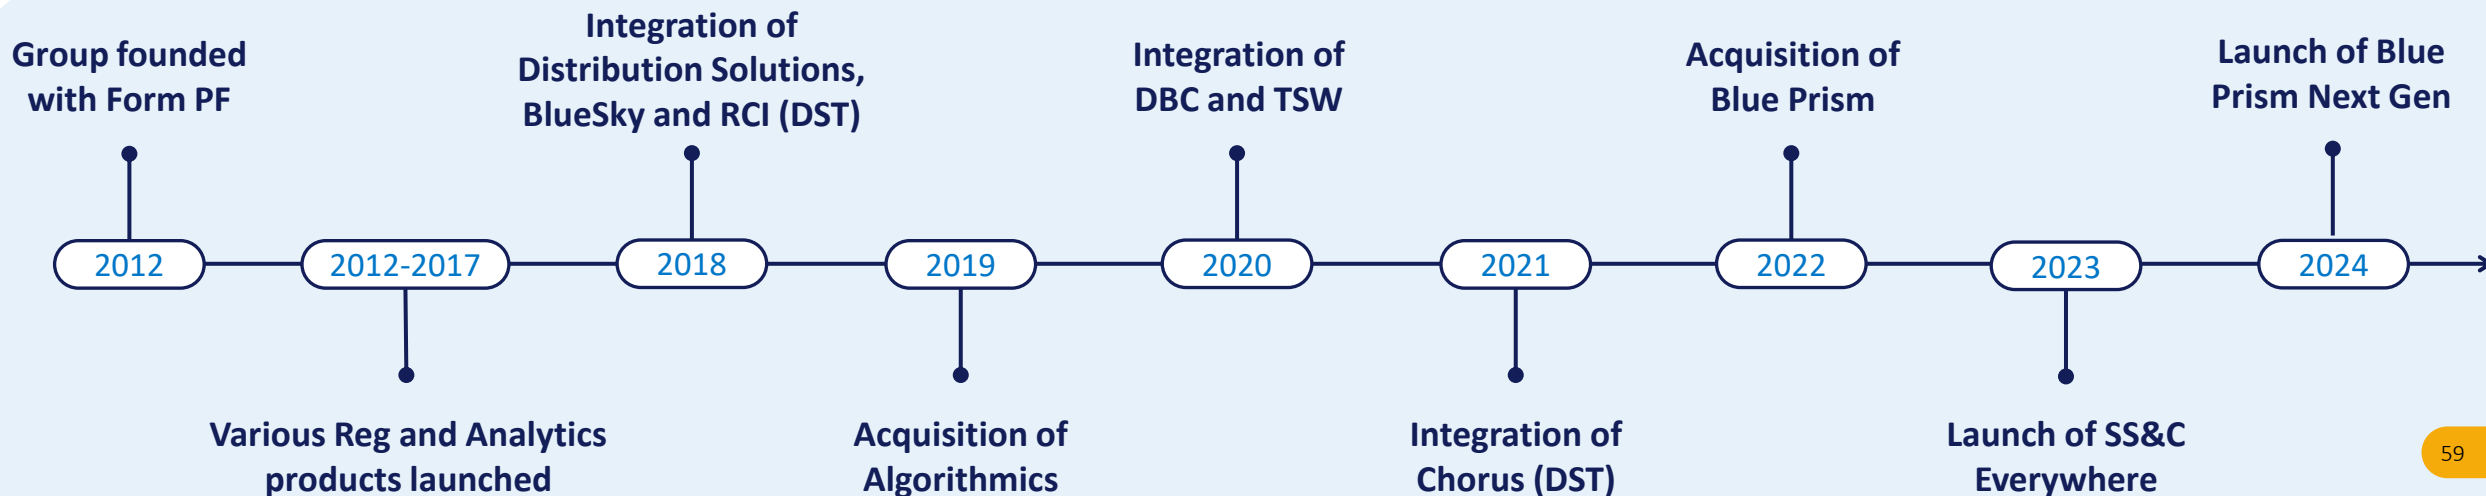 Group founded
with Form PF
Integration of
Distribution Solutions,
BlueSky and RCI (DST)
Integration of
DBC and TSW
Acquisition of
Blue Prism
Launch of Blue
Prism Next Gen
2012
2012-2017
2018
2019
2020
2021
2022
2023
2024
Various Reg and Analytics
products launched
Acquisition of
Algorithmics
Integration of
Chorus (DST)
Launch of SS&C
Everywhere
59